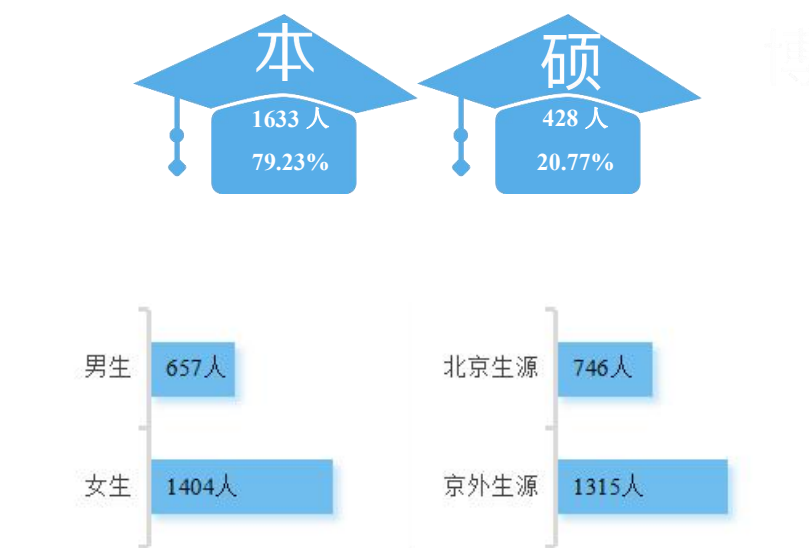 本
1633 人
79.23%
硕
428 人
20.77%
男生 657人
女生 1404人
北京生源 746人
京外生源 1315人